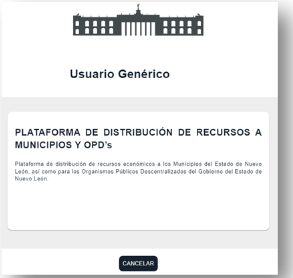 Usuario Genérico
PLATAFORMA DE DISTRIBUCIÓN DE RECURSOS A
MUNICIPIOS Y OPD's
Plataforma de distribución de recursos económicos a los Municipios del Estado de Nuevo
León, así como para los Organismos Públicos Descentralizados del Gobierno del Estado de
Nuevo León
CANCELAR